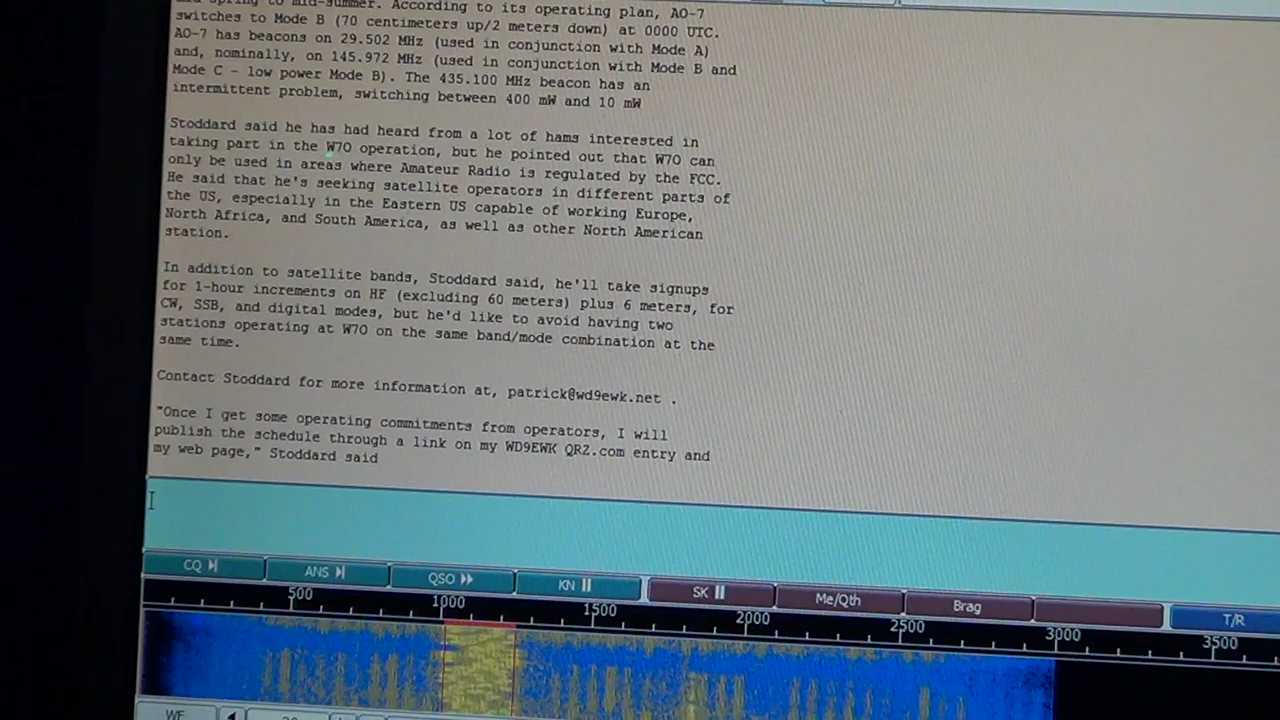 mid-spring to mid-summer. According to its operating plan, AO-7
switches to Mode B (70 centimeters up/2 meters down) at 0000 UTC.
AO-7 has beacons on 29.502 MHz (used in conjunction with Mode A)
and, nominally, on 145.972 MHz (used in conjunction with Mode B and
Mode C - low power Mode B). The 435.100 MHz beacon has an
intermittent problem, switching between 400 mW and 10 mW
Stoddard said he has had heard from a lot of hams interested in
taking part in the W7O operation, but he pointed out that W7O can
only be used in areas where Amateur Radio is regulated by the FCC.
He said that he's seeking satellite operators in different parts of
the US, especially in the Eastern US capable of working Europe,
North Africa, and South America, as well as other North American
station.
In addition to satellite bands, Stoddard said, he'll take signups
for 1-hour increments on HF (excluding 60 meters) plus 6 meters, for
CW, SSB, and digital modes, but he'd like to avoid having two
stations operating at W7O on the same band/mode combination at the
same time.
Contact Stoddard for more information at, patrick@wd9ewk.net .
"Once I get some operating commitments from operators, I will
publish the schedule through a link on my WD9EWK QRZ.com entry and
my web page," Stoddard said
CQ ANS QSO KN SK Me/Qth Brag T/R
500 1000 1500 2000 2500 3000 3500
WF